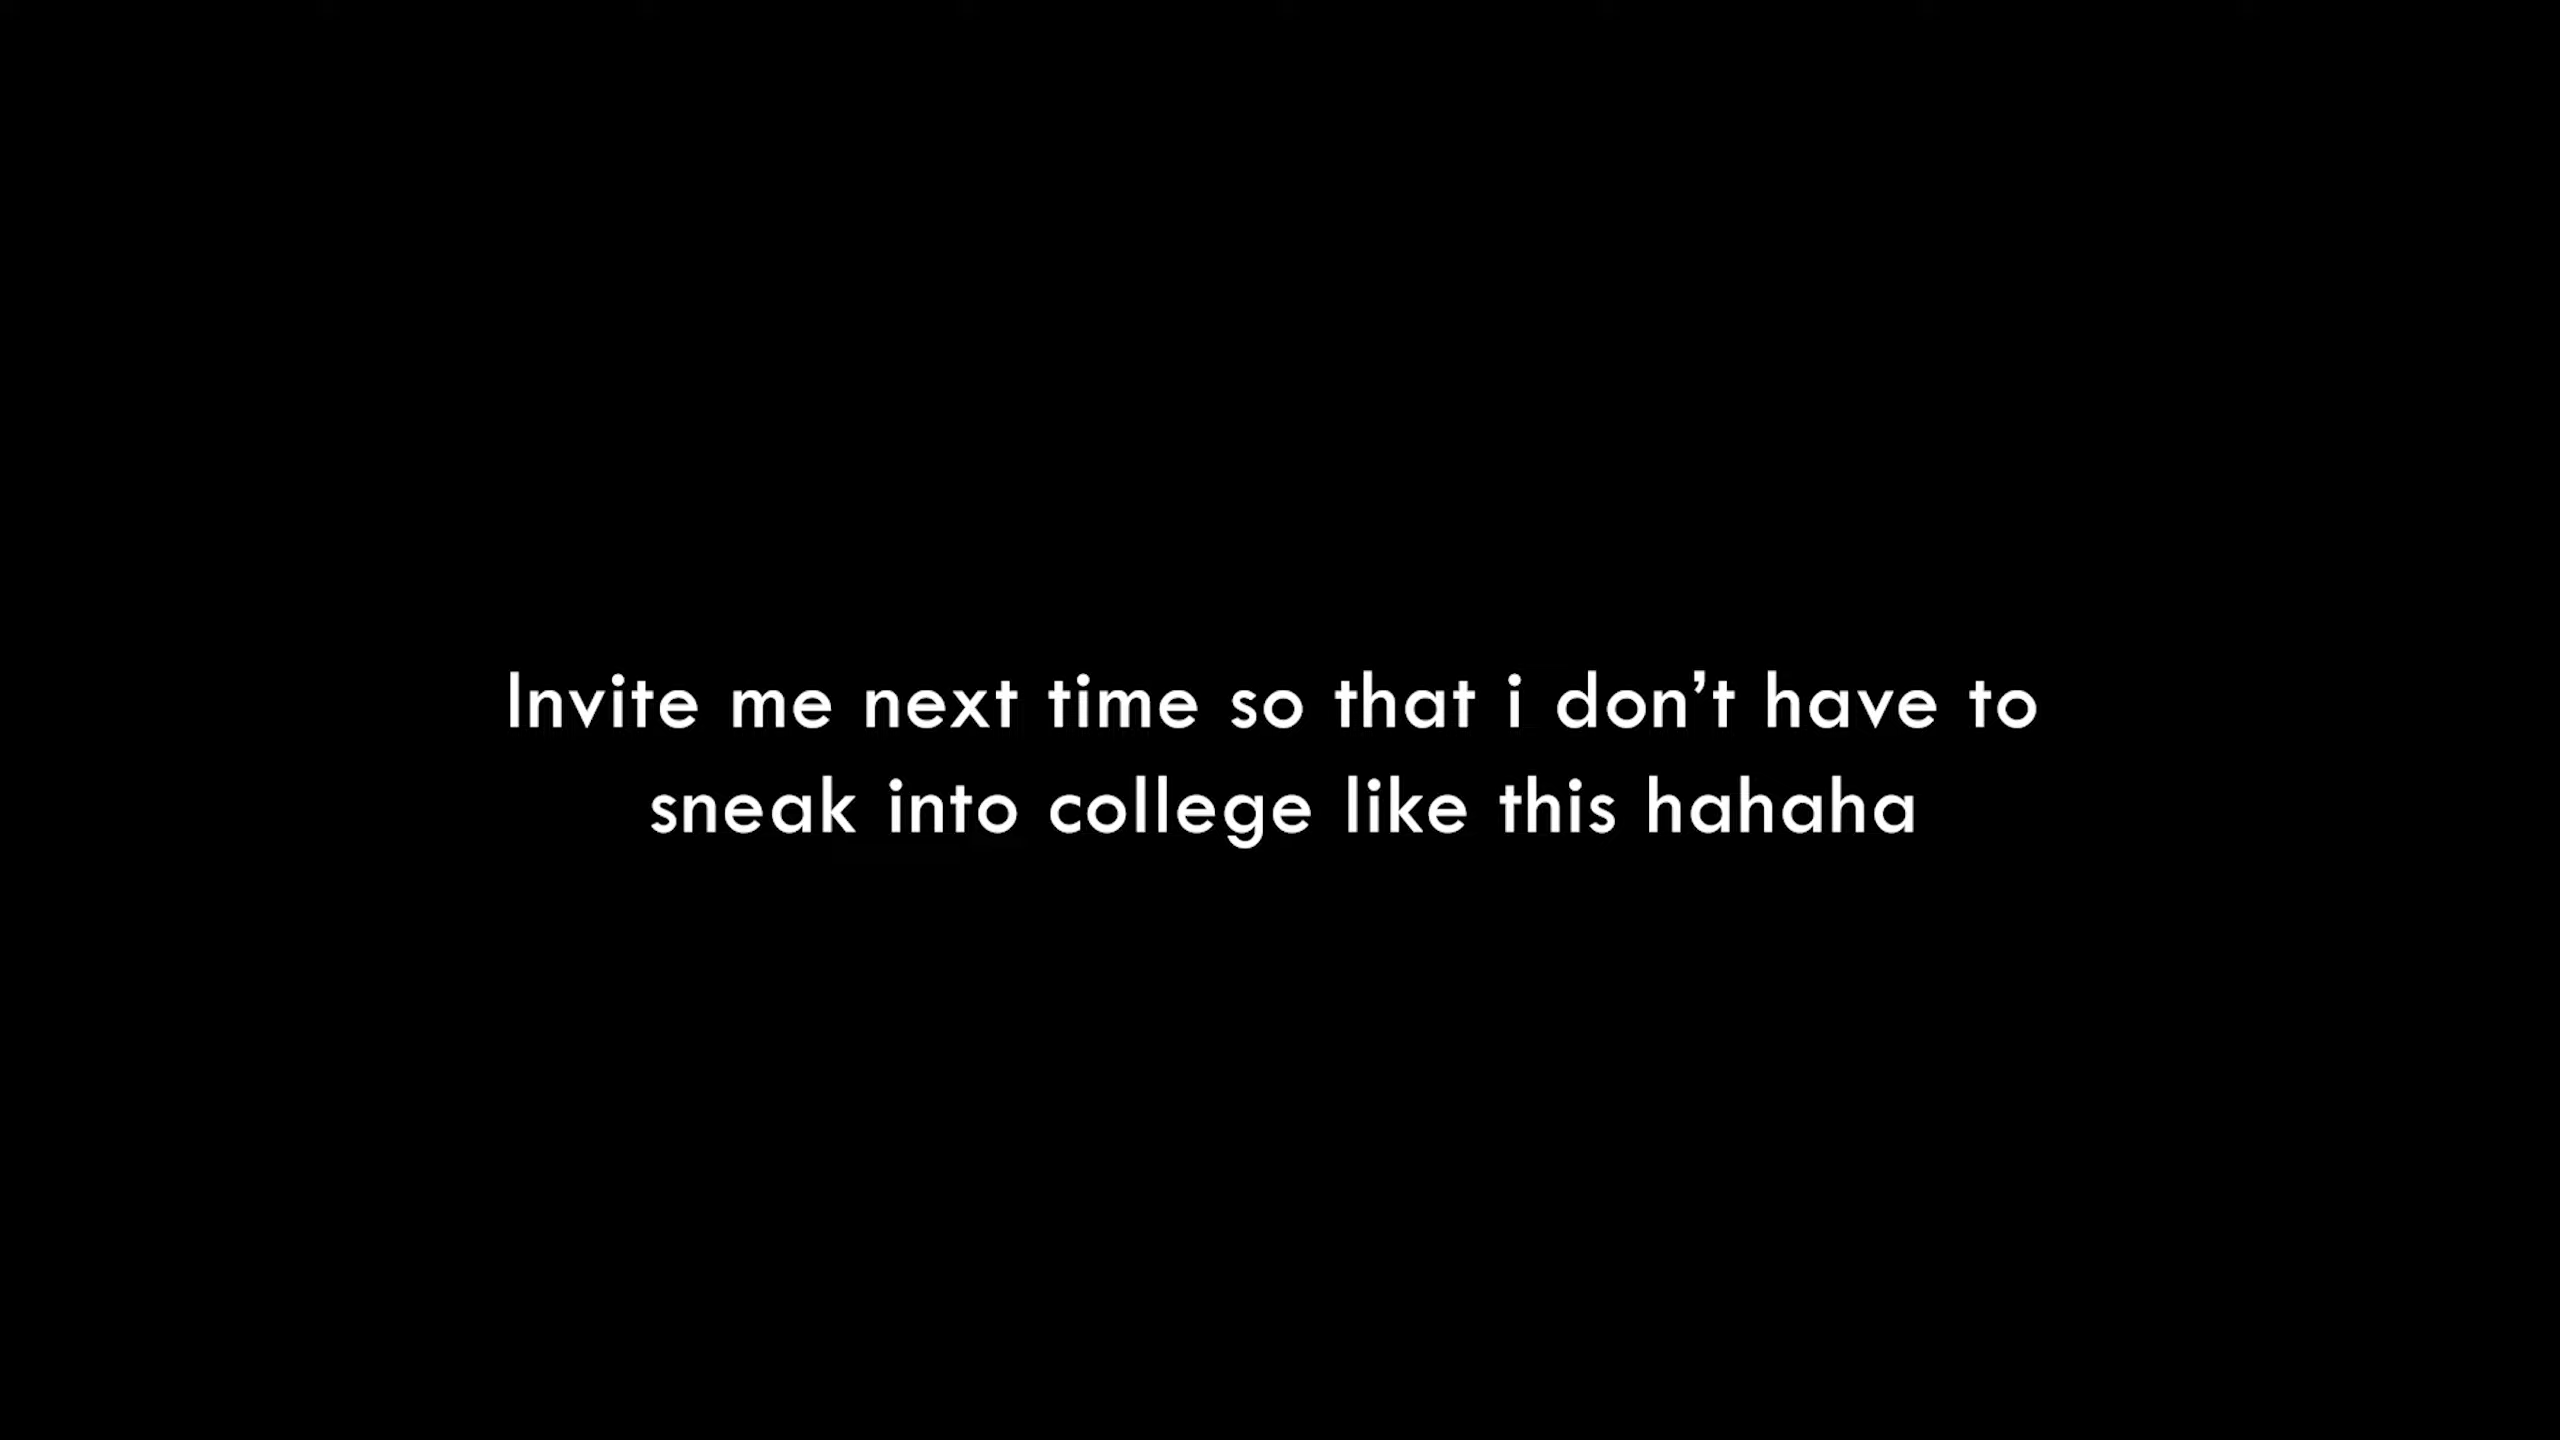 Invite me next time so that i don’t have to
sneak into college like this hahaha